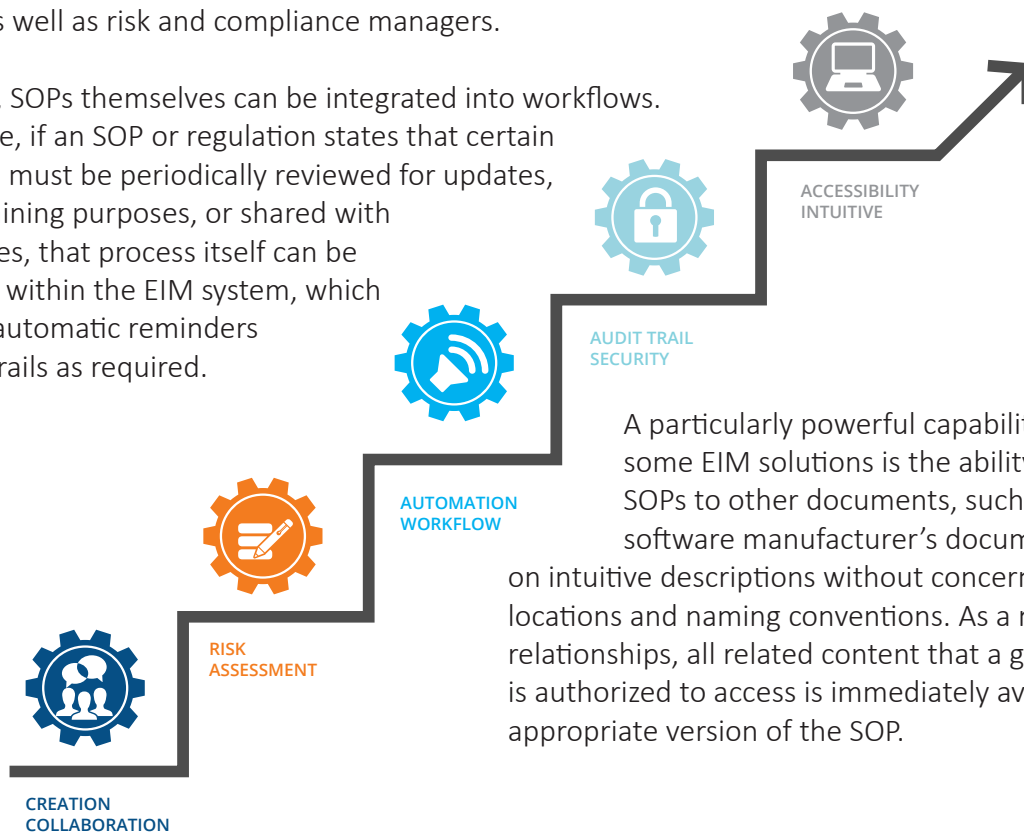 s well as risk and compliance managers.
SOPs themselves can be integrated into workflows.
e, if an SOP or regulation states that certain
must be periodically reviewed for updates,
ining purposes, or shared with
es, that process itself can be
within the EIM system, which
automatic reminders
rails as required.
ACCESSIBILITY
INTUITIVE
AUDIT TRAIL
SECURITY
A particularly powerful capabilit
some EIM solutions is the ability
SOPs to other documents, such
software manufacturer’s docum
on intuitive descriptions without concern
locations and naming conventions. As a r
relationships, all related content that a g
is authorized to access is immediately av
appropriate version of the SOP.
AUTOMATION
WORKFLOW
RISK
ASSESSMENT
CREATION
COLLABORATION